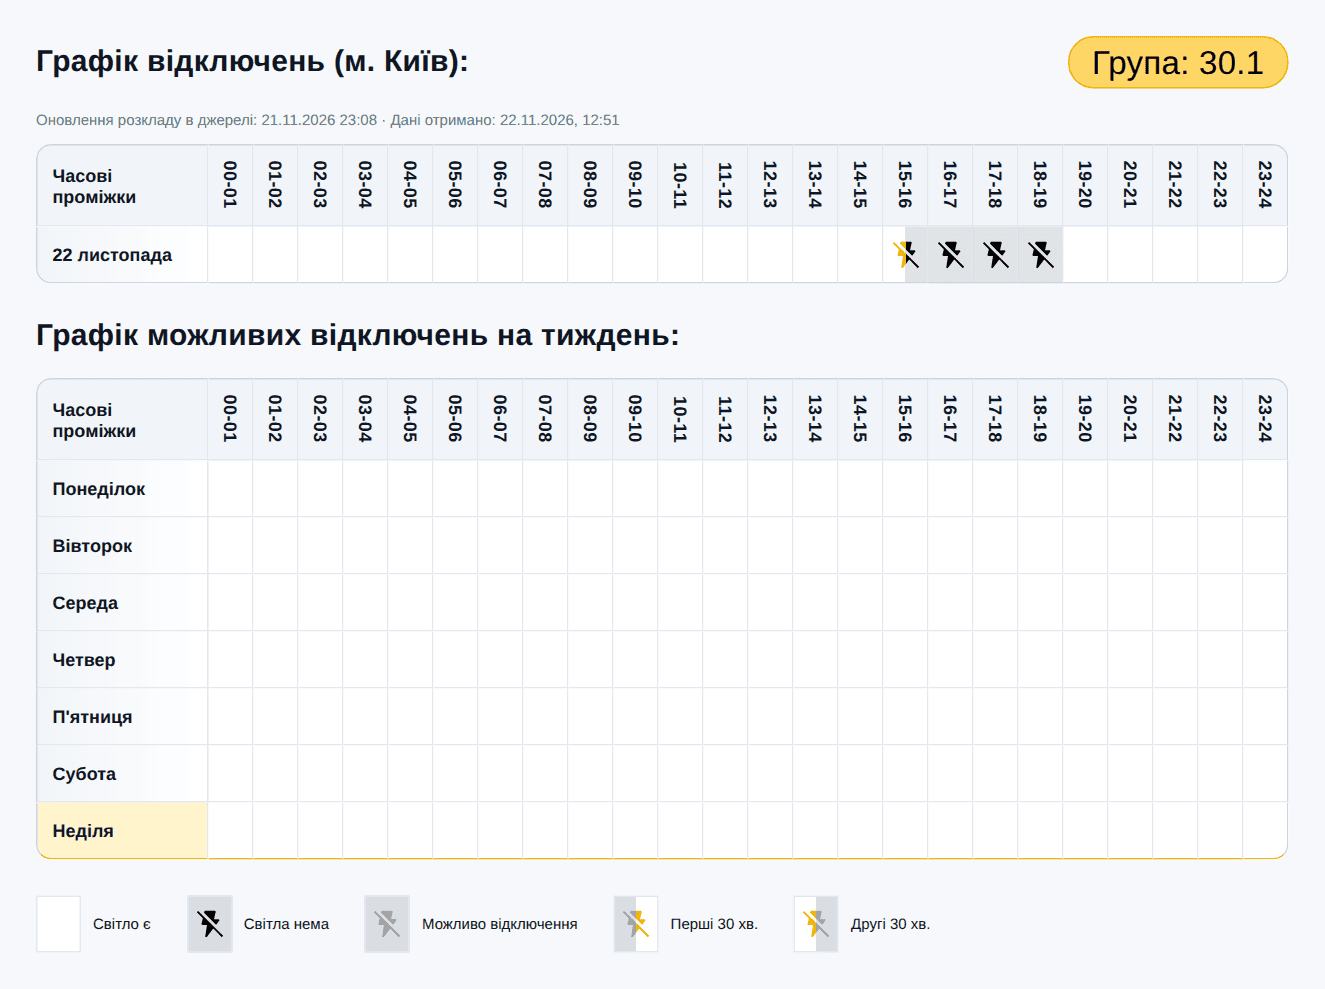 Графік відключень (м. Київ):
Група: 30.1
Оновлення розкладу в джерелі: 21.11.2026 23:08 · Дані отримано: 22.11.2026, 12:51
Часові
проміжки
00-01 01-02 02-03 03-04 04-05 05-06 06-07 07-08 08-09 09-10 10-11 11-12 12-13 13-14 14-15 15-16 16-17 17-18 18-19 19-20 20-21 21-22 22-23 23-24
22 листопада
Графік можливих відключень на тиждень:
Часові
проміжки
00-01 01-02 02-03 03-04 04-05 05-06 06-07 07-08 08-09 09-10 10-11 11-12 12-13 13-14 14-15 15-16 16-17 17-18 18-19 19-20 20-21 21-22 22-23 23-24
Понеділок
Вівторок
Середа
Четвер
П'ятниця
Субота
Неділя
Світло є
Світла нема
Можливо відключення
Перші 30 хв.
Другі 30 хв.